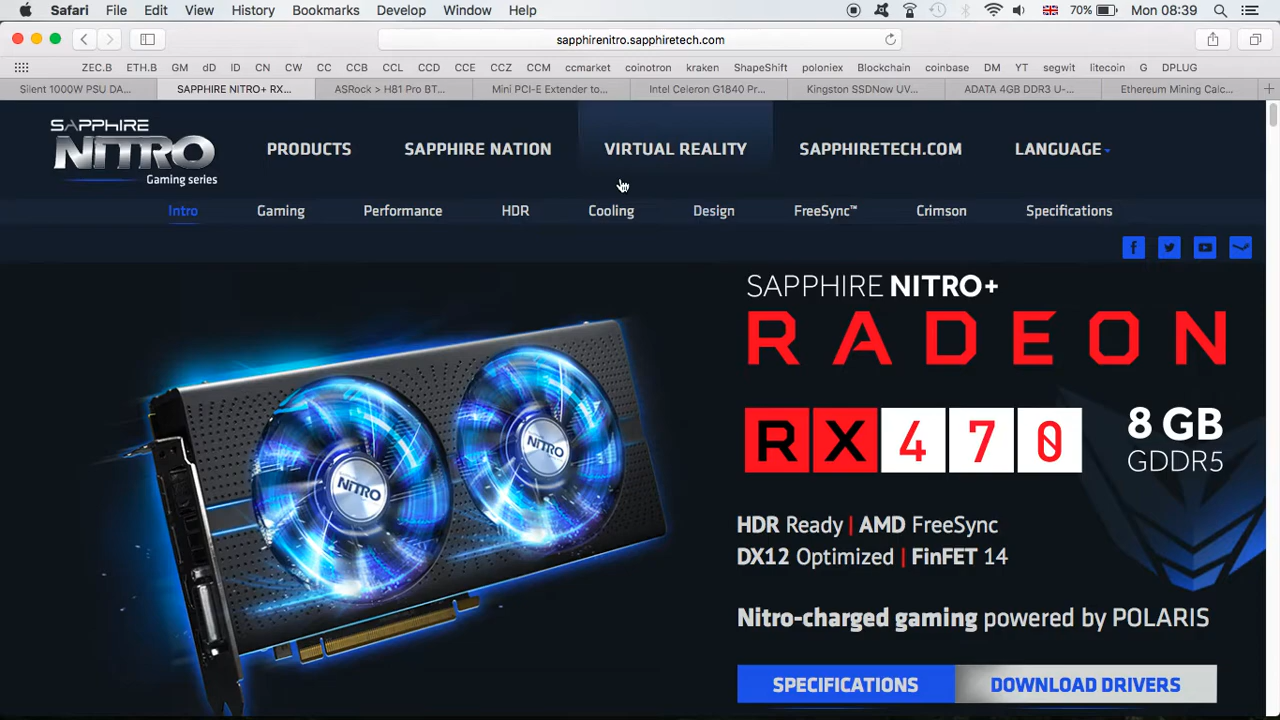 Safari File Edit View History Bookmarks Develop Window Help 70% Mon 08:39
sapphirenitro.sapphiretech.com
ZEC.B ETH.B GM dD ID CN CW CC CCB CCL CCD CCE CCZ CCM ccmarket coinotron kraken ShapeShift poloniex Blockchain coinbase DM YT segwit litecoin G DPLUG
Silent 1000W PSU DA... SAPPHIRE NITRO+ RX... ASRock > H81 Pro BT... Mini PCI-E Extender to... Intel Celeron G1840 Pro... Kingston SSDNow UV... ADATA 4GB DDR3 U-... Ethereum Mining Calc...
SAPPHIRE
NITRO
Gaming series
PRODUCTS SAPPHIRE NATION VIRTUAL REALITY SAPPHIRETECH.COM LANGUAGE
Intro Gaming Performance HDR Cooling Design FreeSync™ Crimson Specifications
SAPPHIRE NITRO+
RADEON
RX 470
8 GB
GDDR5
HDR Ready | AMD FreeSync
DX12 Optimized | FinFET 14
Nitro-charged gaming powered by POLARIS
SPECIFICATIONS DOWNLOAD DRIVERS
NITRO
NITRO